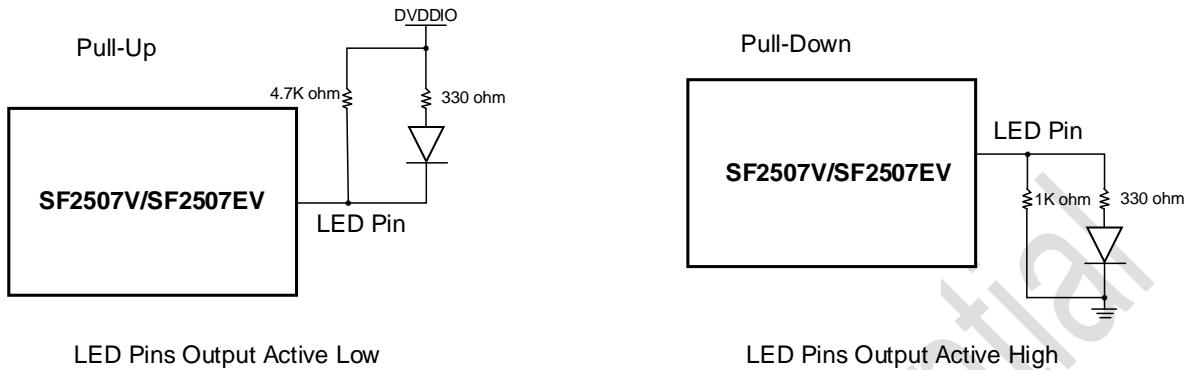 Pull-Up
DVDDIO
4.7K ohm
330 ohm
SF2507V/SF2507EV
LED Pin
LED Pins Output Active Low
Pull-Down
LED Pin
SF2507V/SF2507EV
1K ohm
330 ohm
LED Pins Output Active High